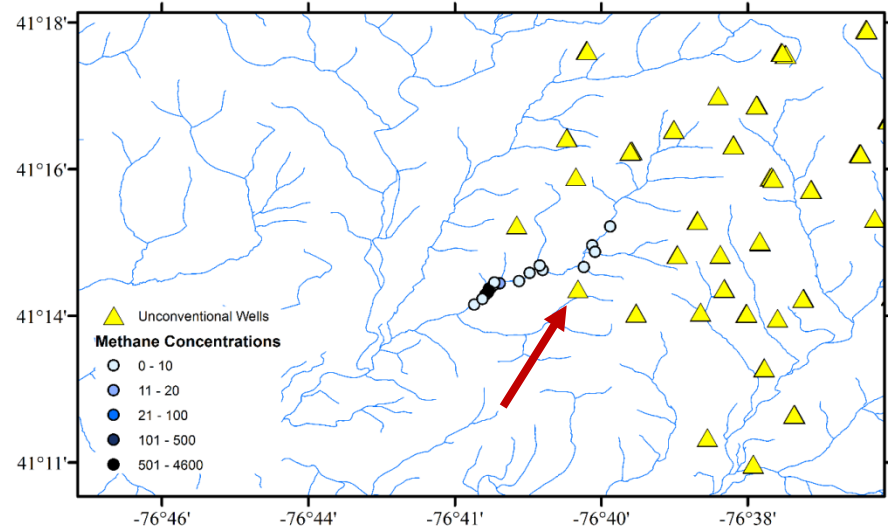 41°18'
41°16'
41°14'
41°11'
Unconventional Wells
Methane Concentrations
0 - 10
11 - 20
21 - 100
101 - 500
501 - 4600
-76°46'
-76°44'
-76°41'
-76°40'
-76°38'